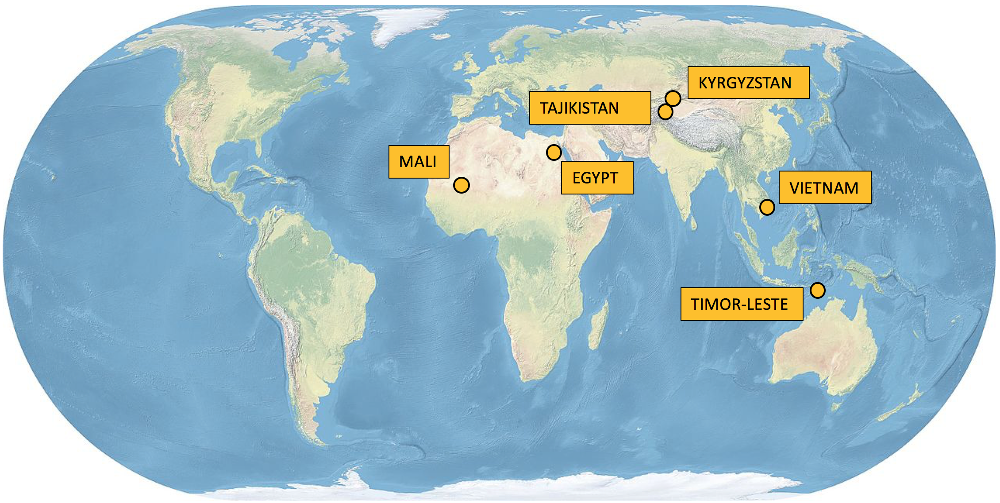 KYRGYZSTAN
TAJIKISTAN
MALI
EGYPT
VIETNAM
TIMOR-LESTE